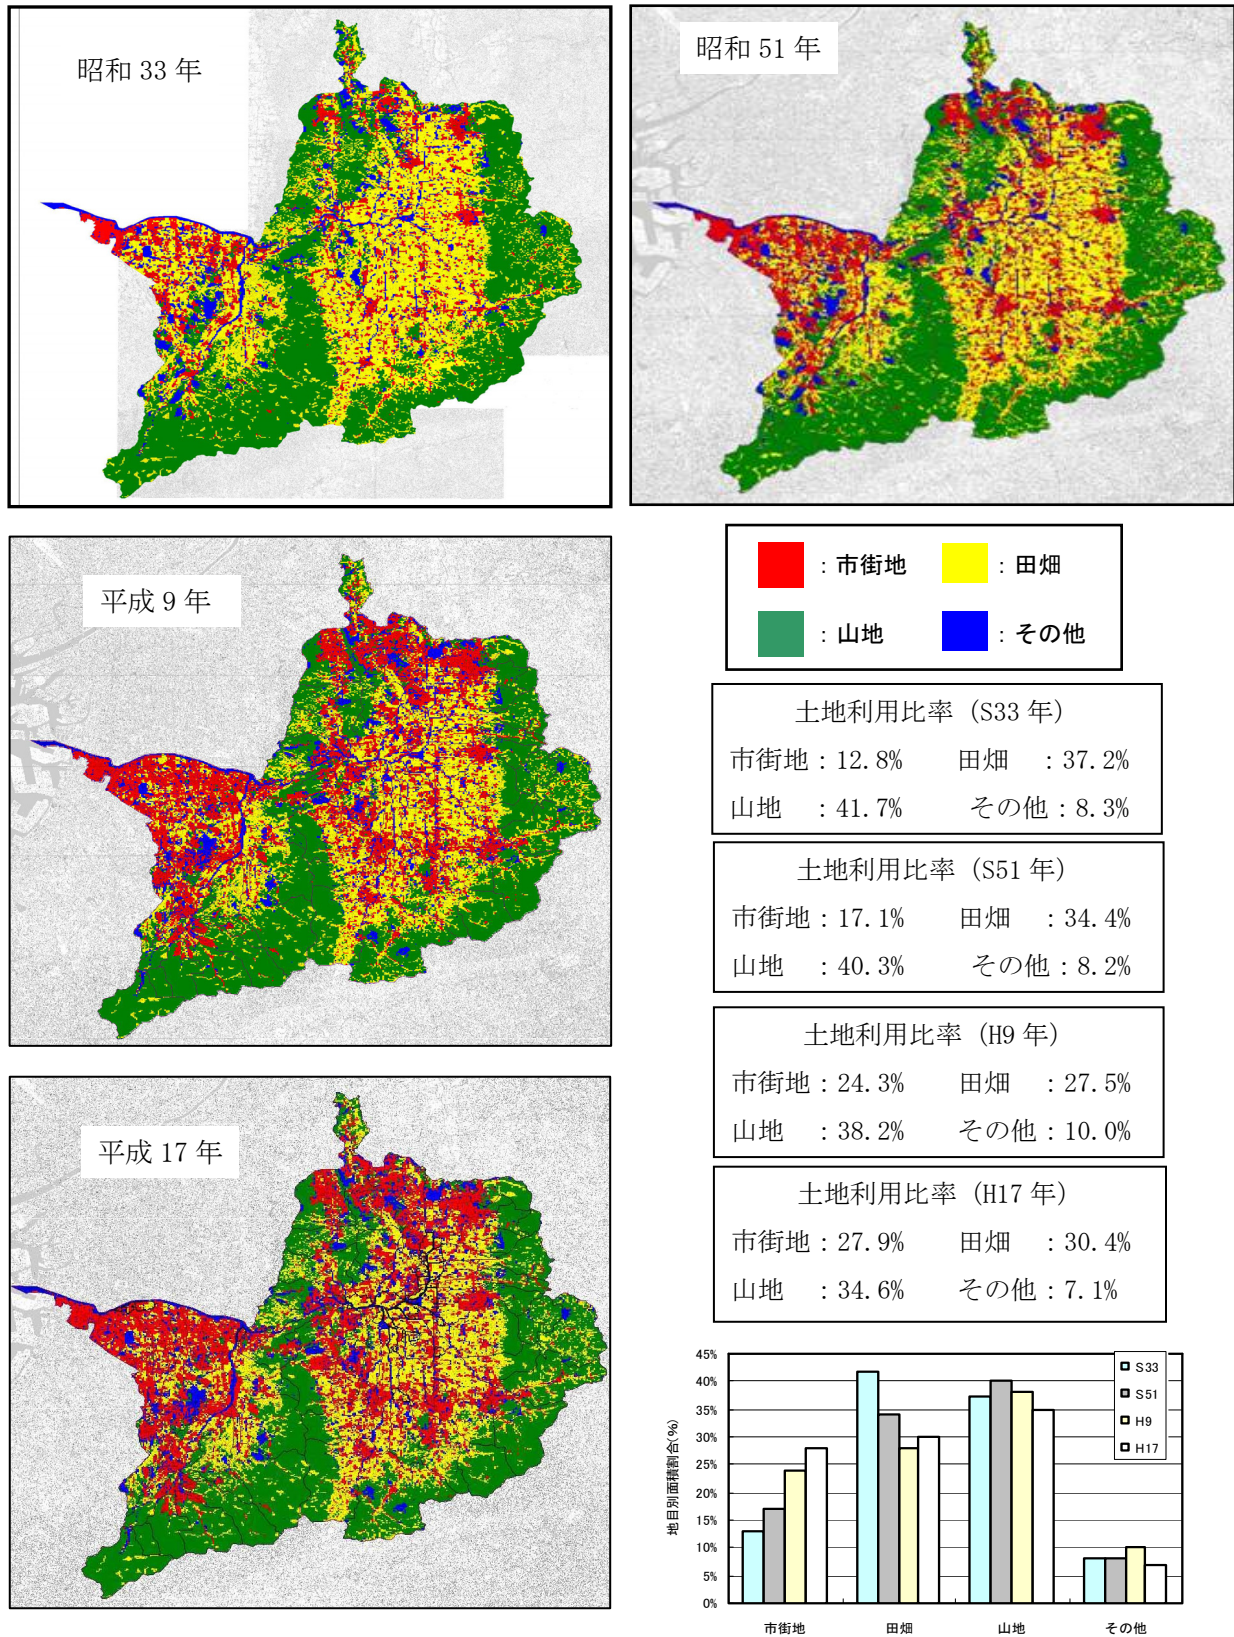 昭和 33 年
昭和 51 年
平成 9 年
平成 17 年
：市街地
：田畑
：山地
：その他
土地利用比率（S33 年）
市街地：12.8%　田畑　：37.2%
山地　：41.7%　その他：8.3%
土地利用比率（S51 年）
市街地：17.1%　田畑　：34.4%
山地　：40.3%　その他：8.2%
土地利用比率（H9 年）
市街地：24.3%　田畑　：27.5%
山地　：38.2%　その他：10.0%
土地利用比率（H17 年）
市街地：27.9%　田畑　：30.4%
山地　：34.6%　その他：7.1%
地目別面積割合(%)
45%
40%
35%
30%
25%
20%
15%
10%
5%
0%
S33
S51
H9
H17
市街地　田畑　山地　その他